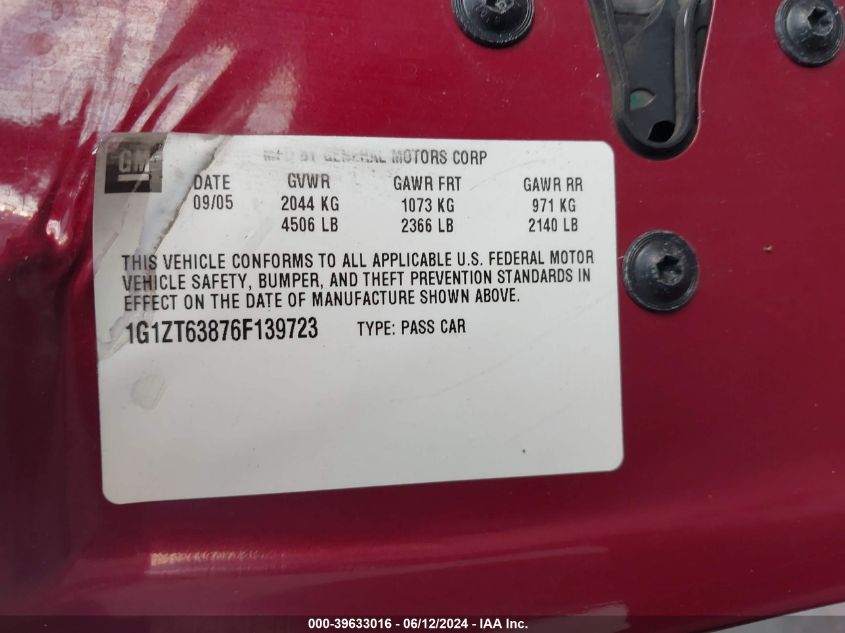 GM
MFD BY GENERAL MOTORS CORP
DATE GVWR GAWR FRT GAWR RR
09/05 2044 KG 1073 KG 971 KG
4506 LB 2366 LB 2140 LB
THIS VEHICLE CONFORMS TO ALL APPLICABLE U.S. FEDERAL MOTOR
VEHICLE SAFETY, BUMPER, AND THEFT PREVENTION STANDARDS IN
EFFECT ON THE DATE OF MANUFACTURE SHOWN ABOVE.
1G1ZT63876F139723 TYPE: PASS CAR
000-39633016 - 06/12/2024 - IAA Inc.